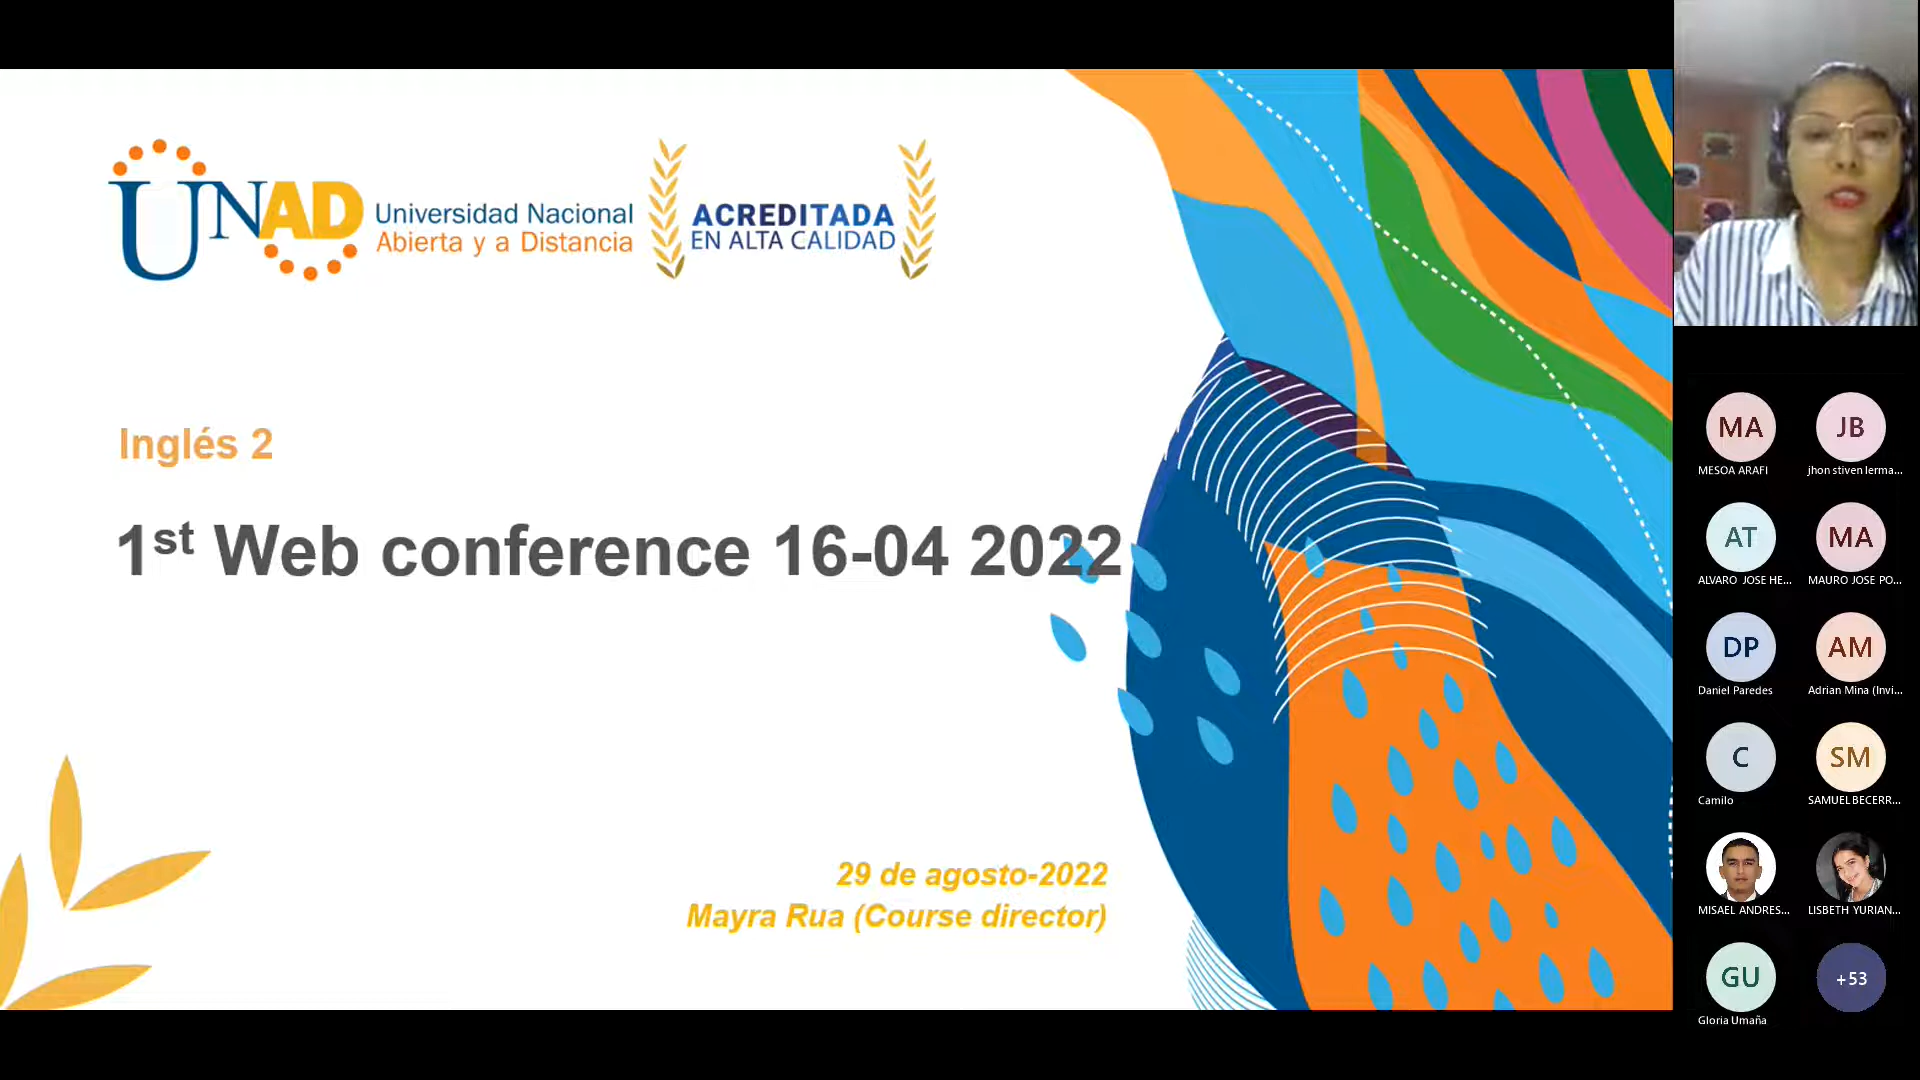 UNAD
Universidad Nacional
Abierta y a Distancia
ACREDITADA
EN ALTA CALIDAD
Inglés 2
1st Web conference 16-04 2022
29 de agosto-2022
Mayra Rua (Course director)
MA
JB
MESOA ARAFI
jhon stiven lerma...
AT
MA
ALVARO JOSE HE...
MAURO JOSE PO...
DP
AM
Daniel Paredes
Adrian Mina (Invi...
C
SM
Camilo
SAMUEL BECERR...
MISAEL ANDRES...
LISBETH YURIAN...
GU
+53
Gloria Umaña